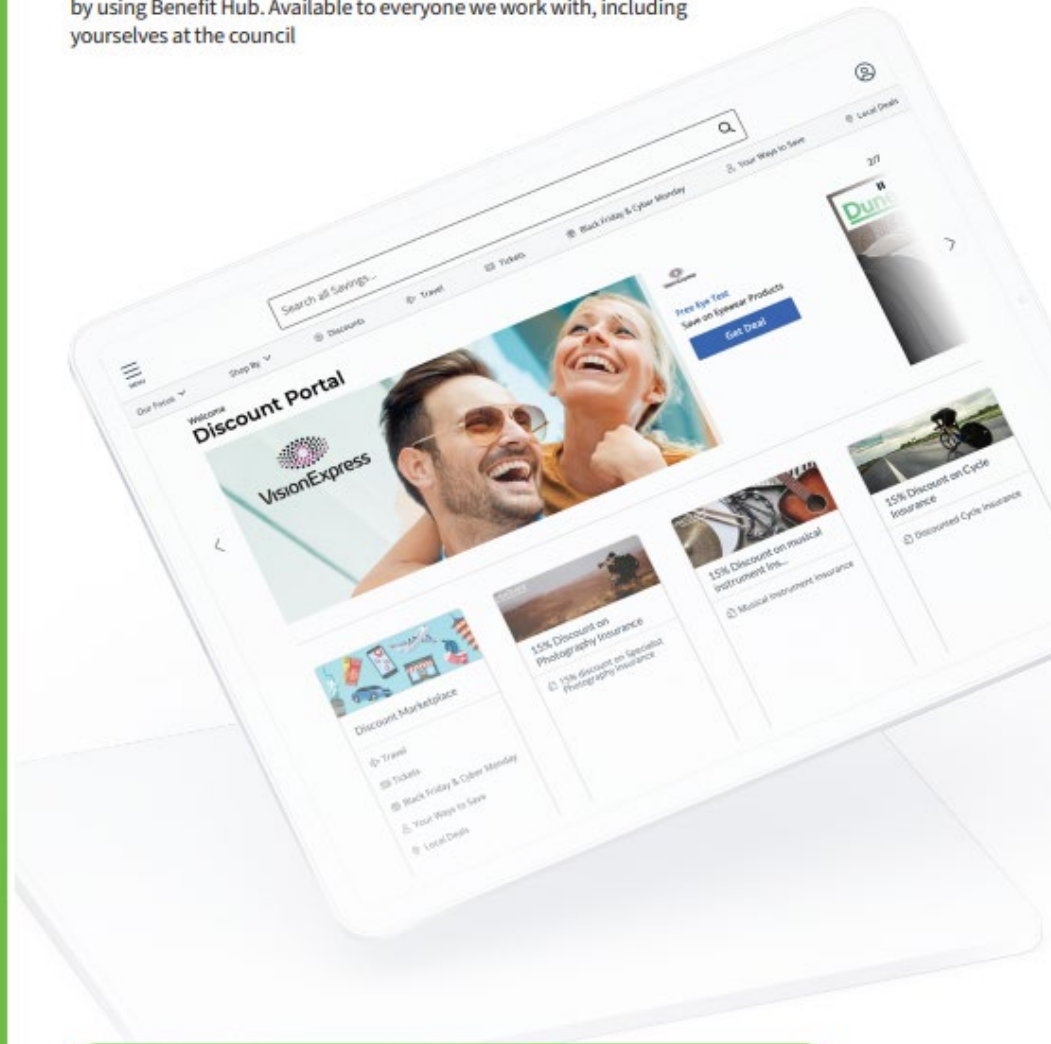 by using Benefit Hub. Available to everyone we work with, including
yourselves at the council
Search all Savings...
MENU
Our Focus
Shop By
Discounts
Travel
Tickets
Black Friday & Cyber Monday
Your Ways to Save
Local Deals
Welcome
Discount Portal
VisionExpress
Free Eye Test
Save on Eyewear Products
Get Deal
2/7
Dun
Discount Marketplace
Travel
Tickets
Black Friday & Cyber Monday
Your Ways to Save
Local Deals
15% Discount on
Photography Insurance
15% discount on Specialist
Photography Insurance
15% Discount on musical
instrument Ins...
Musical Instrument Insurance
15% Discount on Cycle
Insurance
Discounted Cycle Insurance